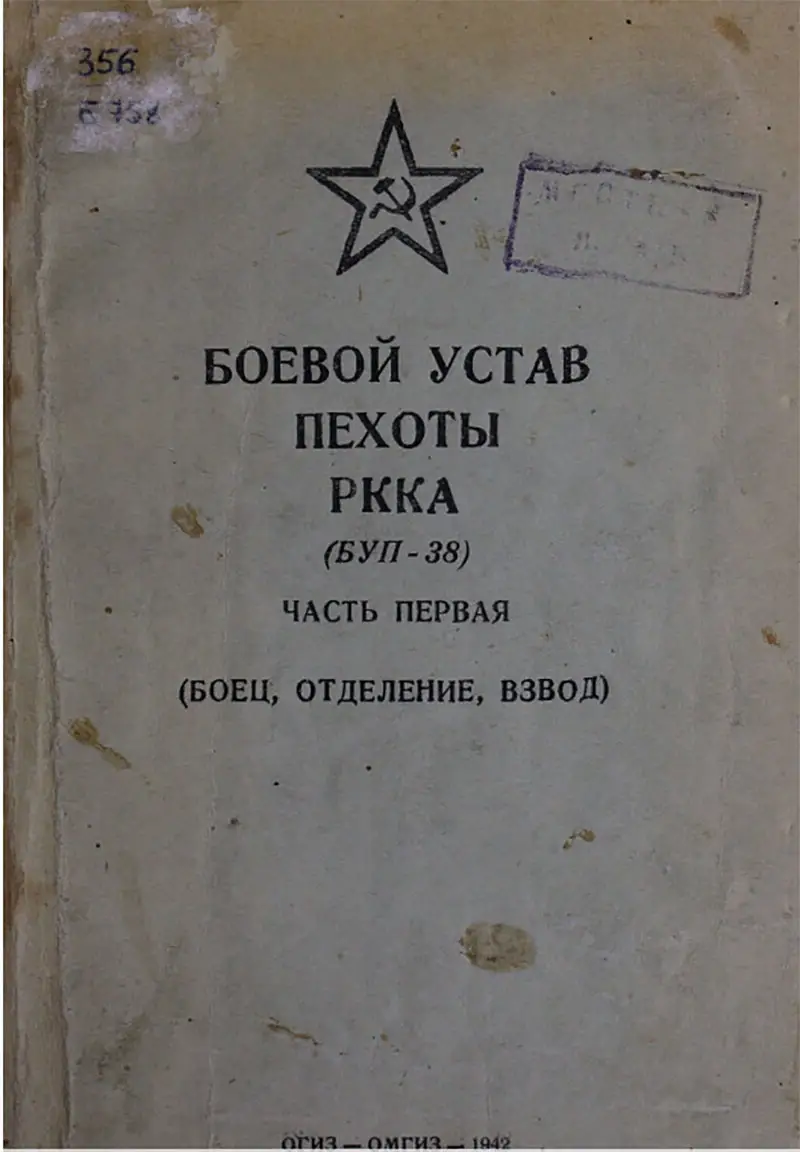 356
БОЕВОЙ УСТАВ
ПЕХОТЫ
РККА
(БУП-38)
ЧАСТЬ ПЕРВАЯ
(БОЕЦ, ОТДЕЛЕНИЕ, ВЗВОД)
ОГИЗ — ОМГИЗ — 1942